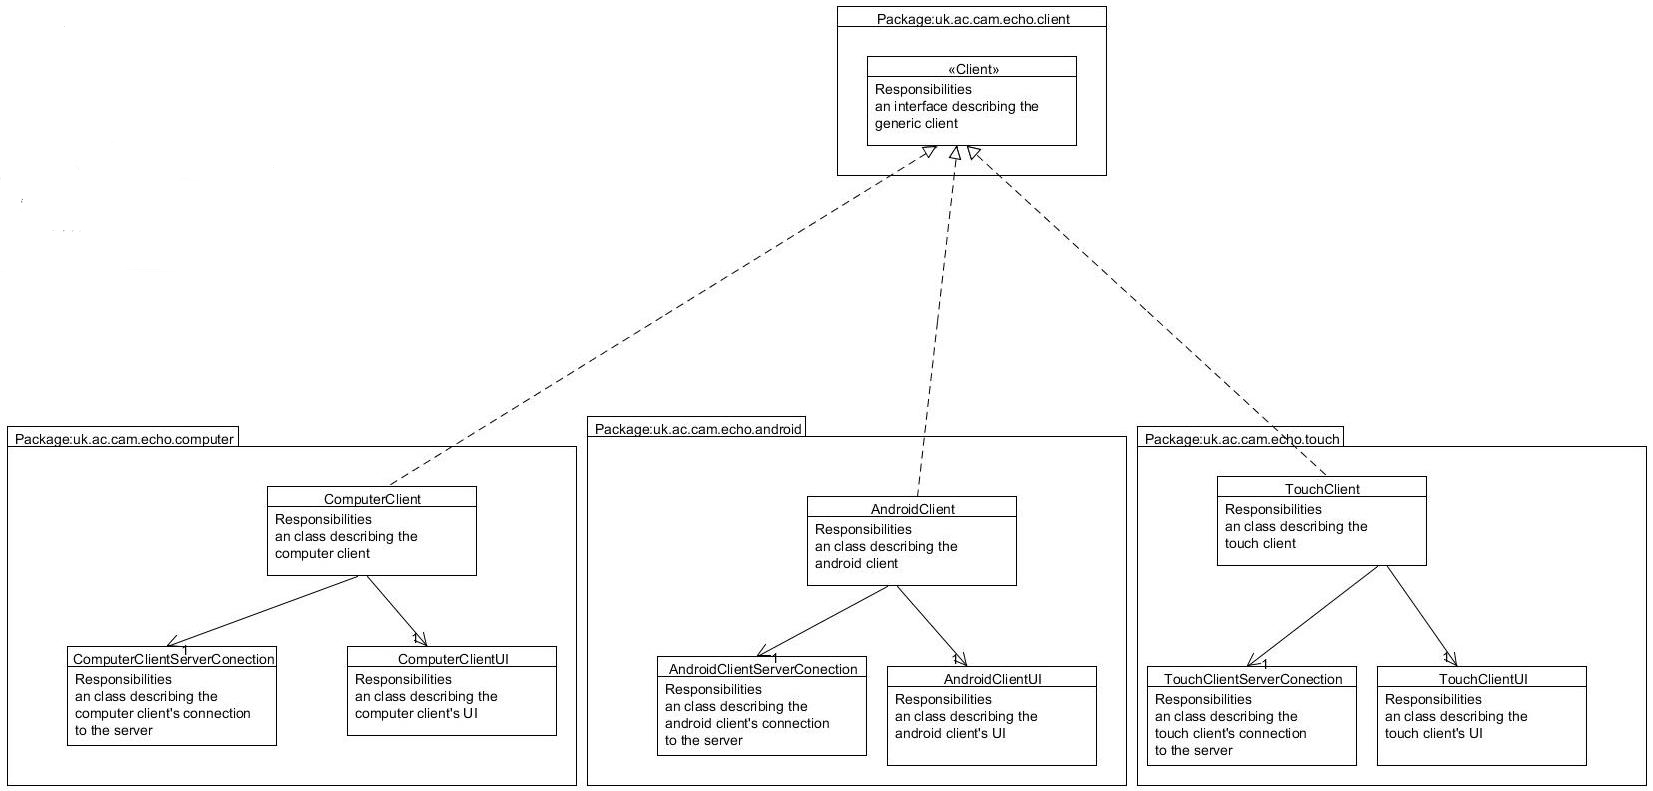 Package:uk.ac.cam.echo.client
«Client»
Responsibilities
an interface describing the
generic client
Package:uk.ac.cam.echo.computer
ComputerClient
Responsibilities
an class describing the
computer client
1
1
ComputerClientServerConection
Responsibilities
an class describing the
computer client's connection
to the server
ComputerClientUI
Responsibilities
an class describing the
computer client's UI
Package:uk.ac.cam.echo.android
AndroidClient
Responsibilities
an class describing the
android client
1
1
AndroidClientServerConection
Responsibilities
an class describing the
android client's connection
to the server
AndroidClientUI
Responsibilities
an class describing the
android client's UI
Package:uk.ac.cam.echo.touch
TouchClient
Responsibilities
an class describing the
touch client
1
1
TouchClientServerConection
Responsibilities
an class describing the
touch client's connection
to the server
TouchClientUI
Responsibilities
an class describing the
touch client's UI